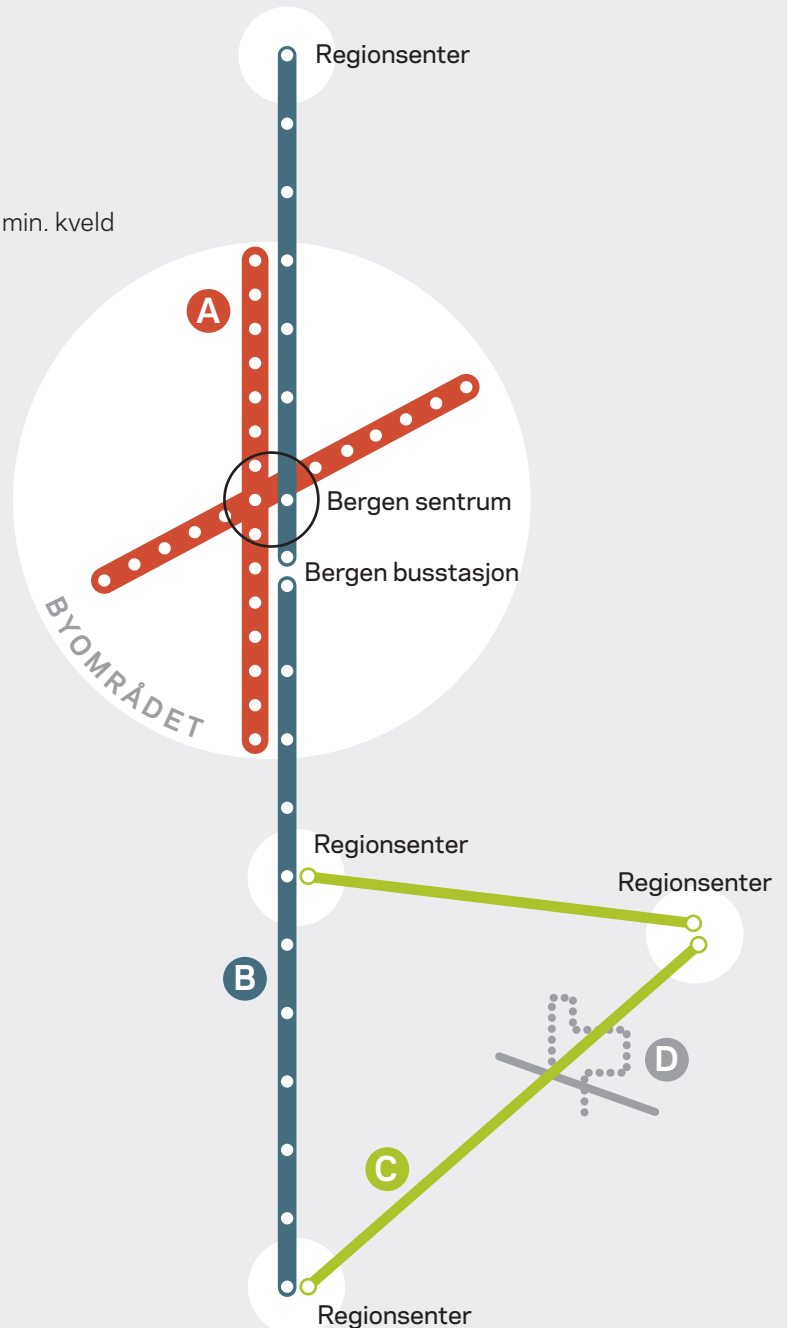 Regionsenter
min. kveld
A
Bergen sentrum
Bergen busstasjon
BYOMRÅDET
Regionsenter
Regionsenter
B
D
C
Regionsenter